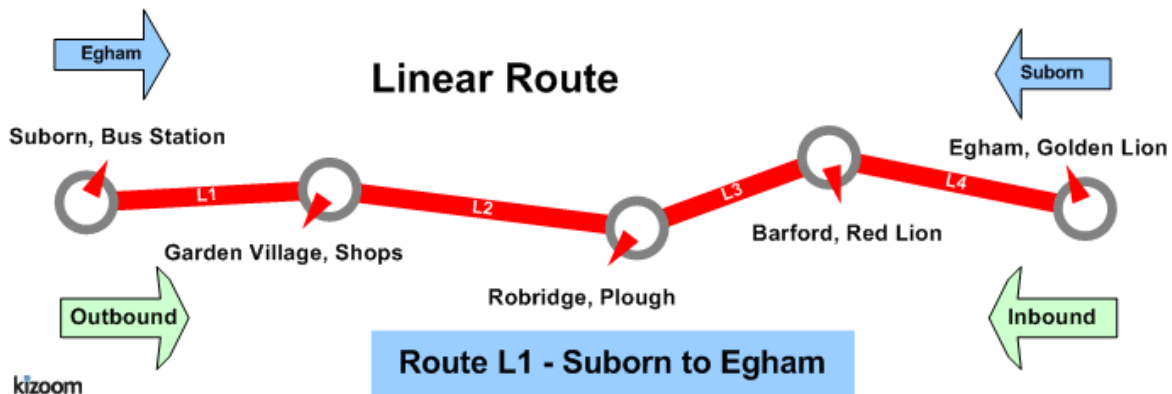 Egham
Linear Route
Suborn
Suborn, Bus Station
Egham, Golden Lion
L1
L2
L3
L4
Garden Village, Shops
Barford, Red Lion
Robridge, Plough
Outbound
Inbound
Route L1 - Suborn to Egham
kizoom